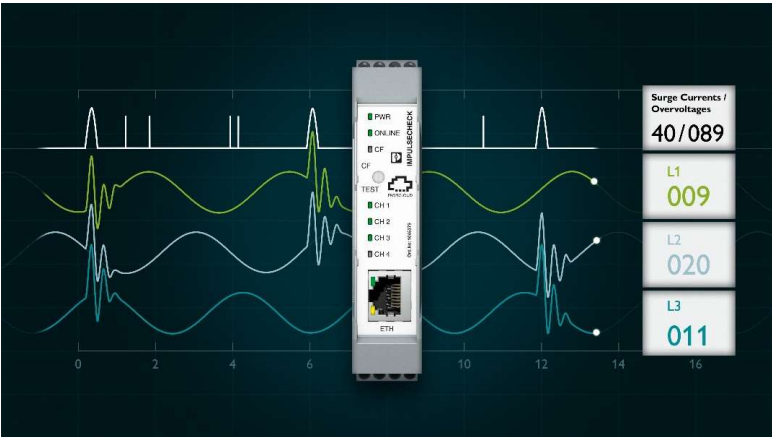 Surge Currents /
Overvoltages
40/089
L1
009
L2
020
L3
011
PWR
ONLINE
CF
IMPULSECHECK
CF
TEST
CH 1
CH 2
CH 3
CH 4
ETH
0
2
4
6
10
12
14
16